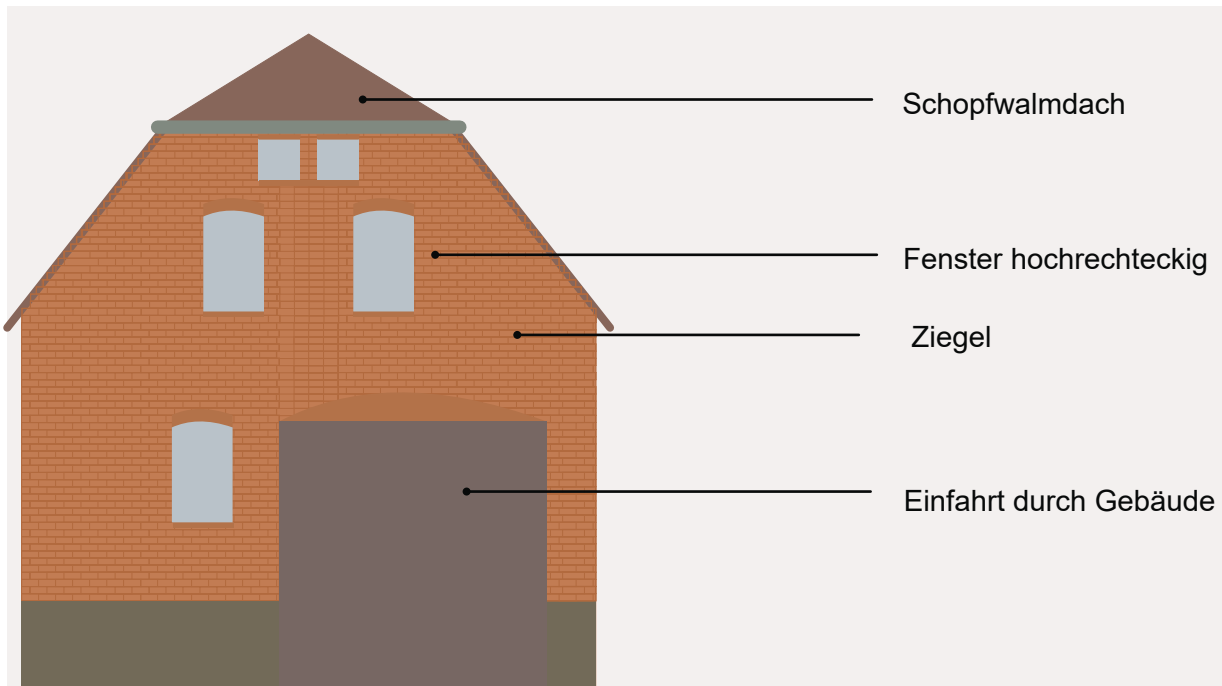 Schopfwalmdach
Fenster hochrechteckig
Ziegel
Einfahrt durch Gebäude